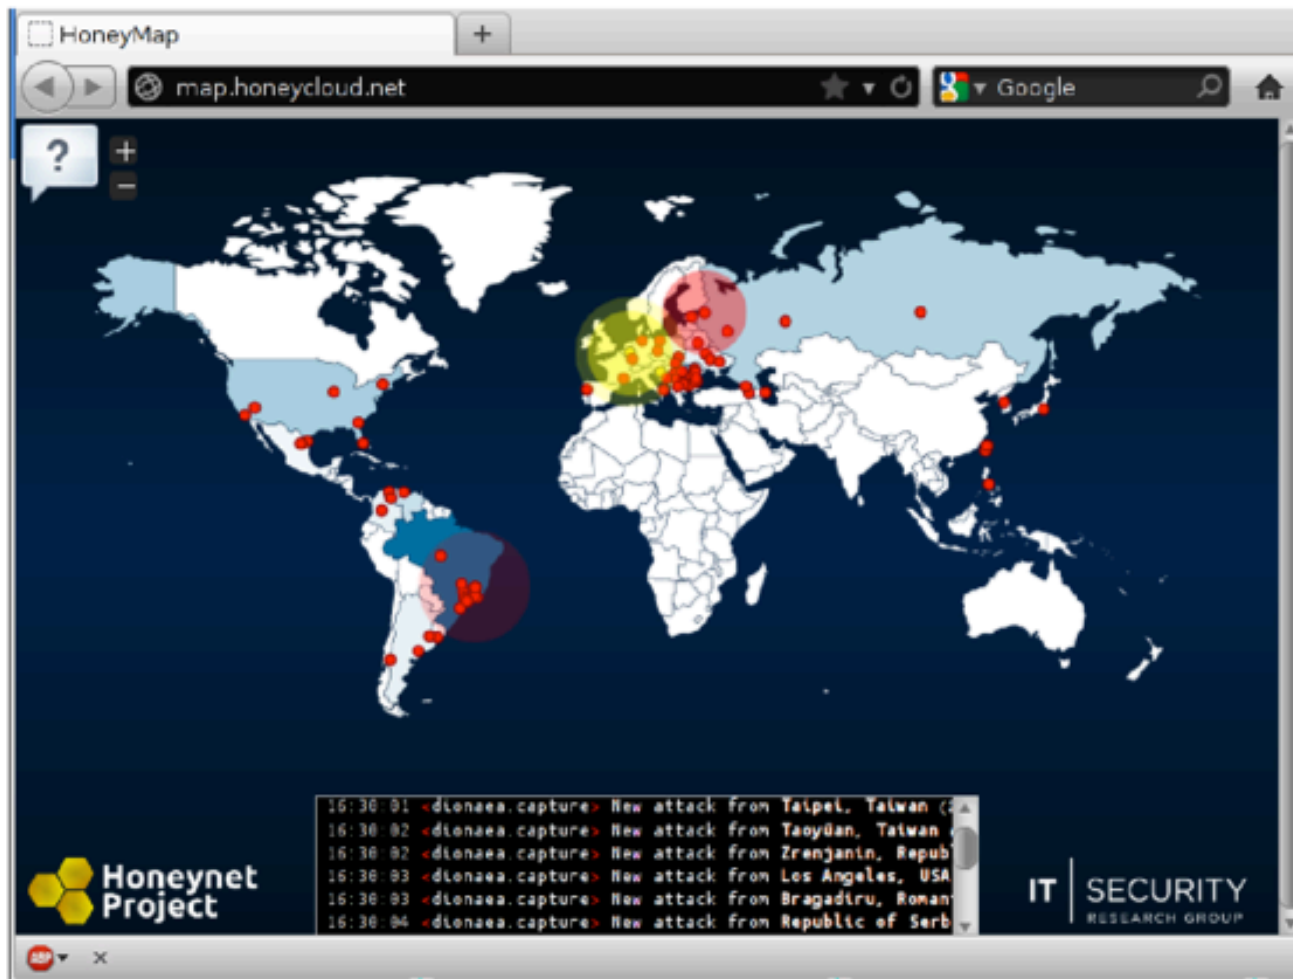 HoneyMap
+
map.honeycloud.net
Google
?
+
−
16:30:01 <dionaea.capture> New attack from Taipei, Taiwan (
16:30:02 <dionaea.capture> New attack from Taoyüan, Taiwan
16:30:02 <dionaea.capture> New attack from Zrenjanin, Repub
16:30:03 <dionaea.capture> New attack from Los Angeles, USA
16:30:03 <dionaea.capture> New attack from Bragadiru, Roman
16:30:04 <dionaea.capture> New attack from Republic of Serb
Honeynet
Project
IT SECURITY
RESEARCH GROUP
ABP